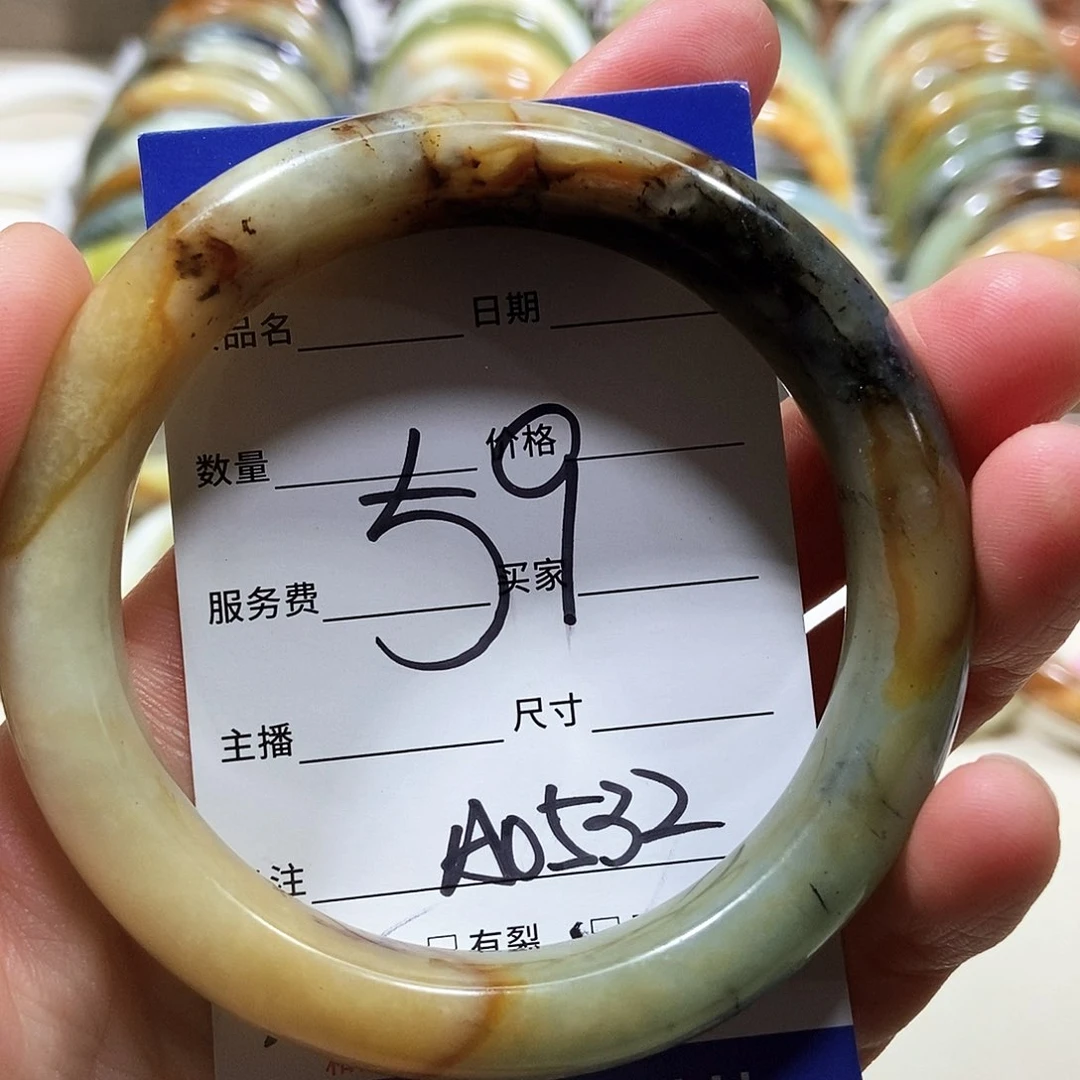 品名 日期
数量 价格
59
服务费 买家
主播 尺寸
A0532
注
有裂